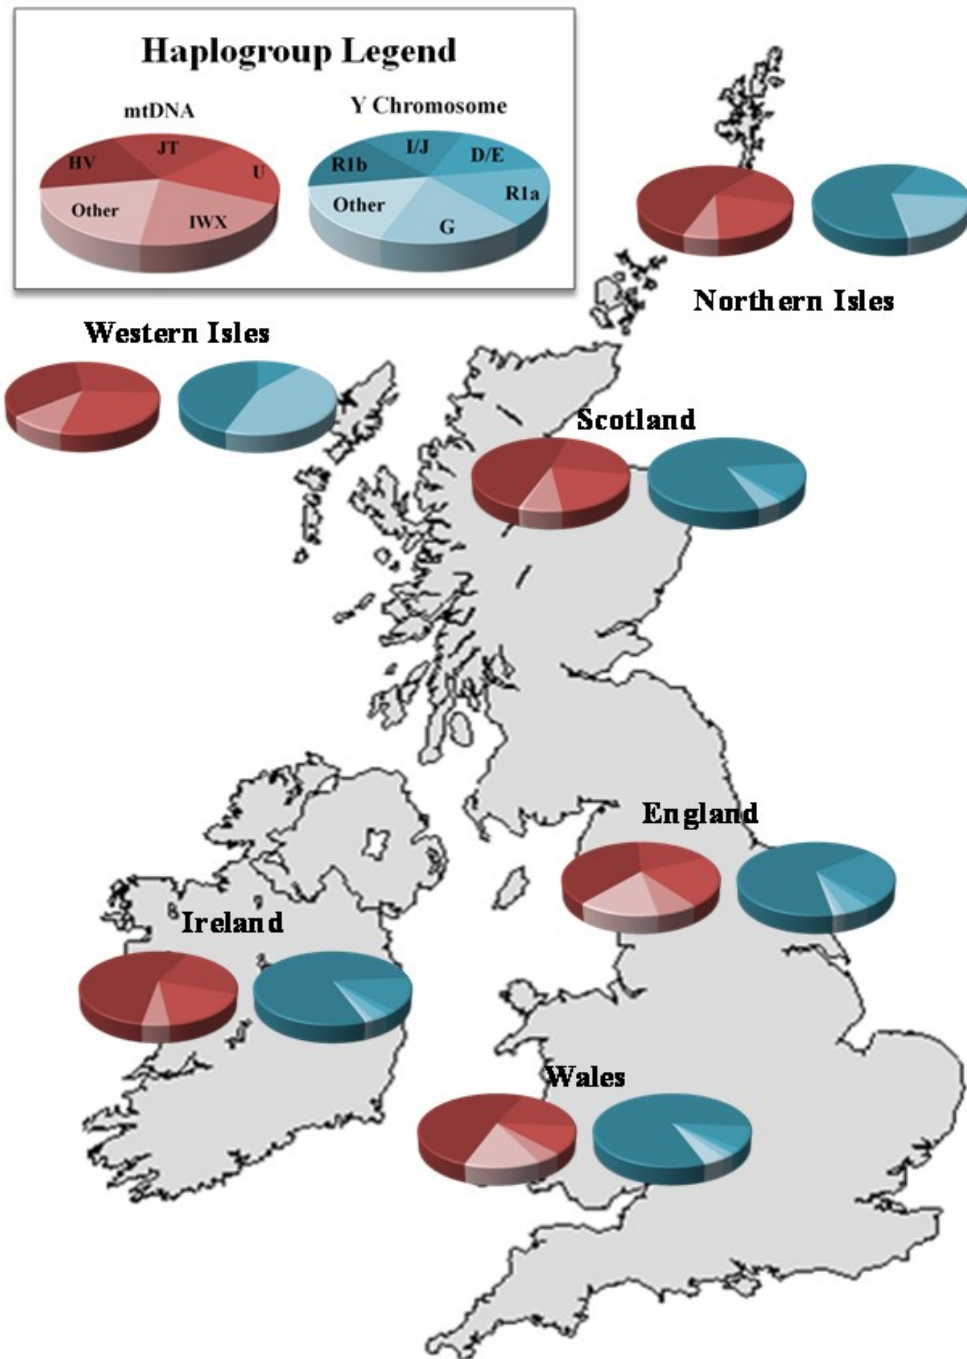 Haplogroup Legend
mtDNA
Y Chromosome
HV
JT
U
Other
IWX
R1b
I/J
D/E
R1a
Other
G
Northern Isles
Western Isles
Scotland
England
Ireland
Wales